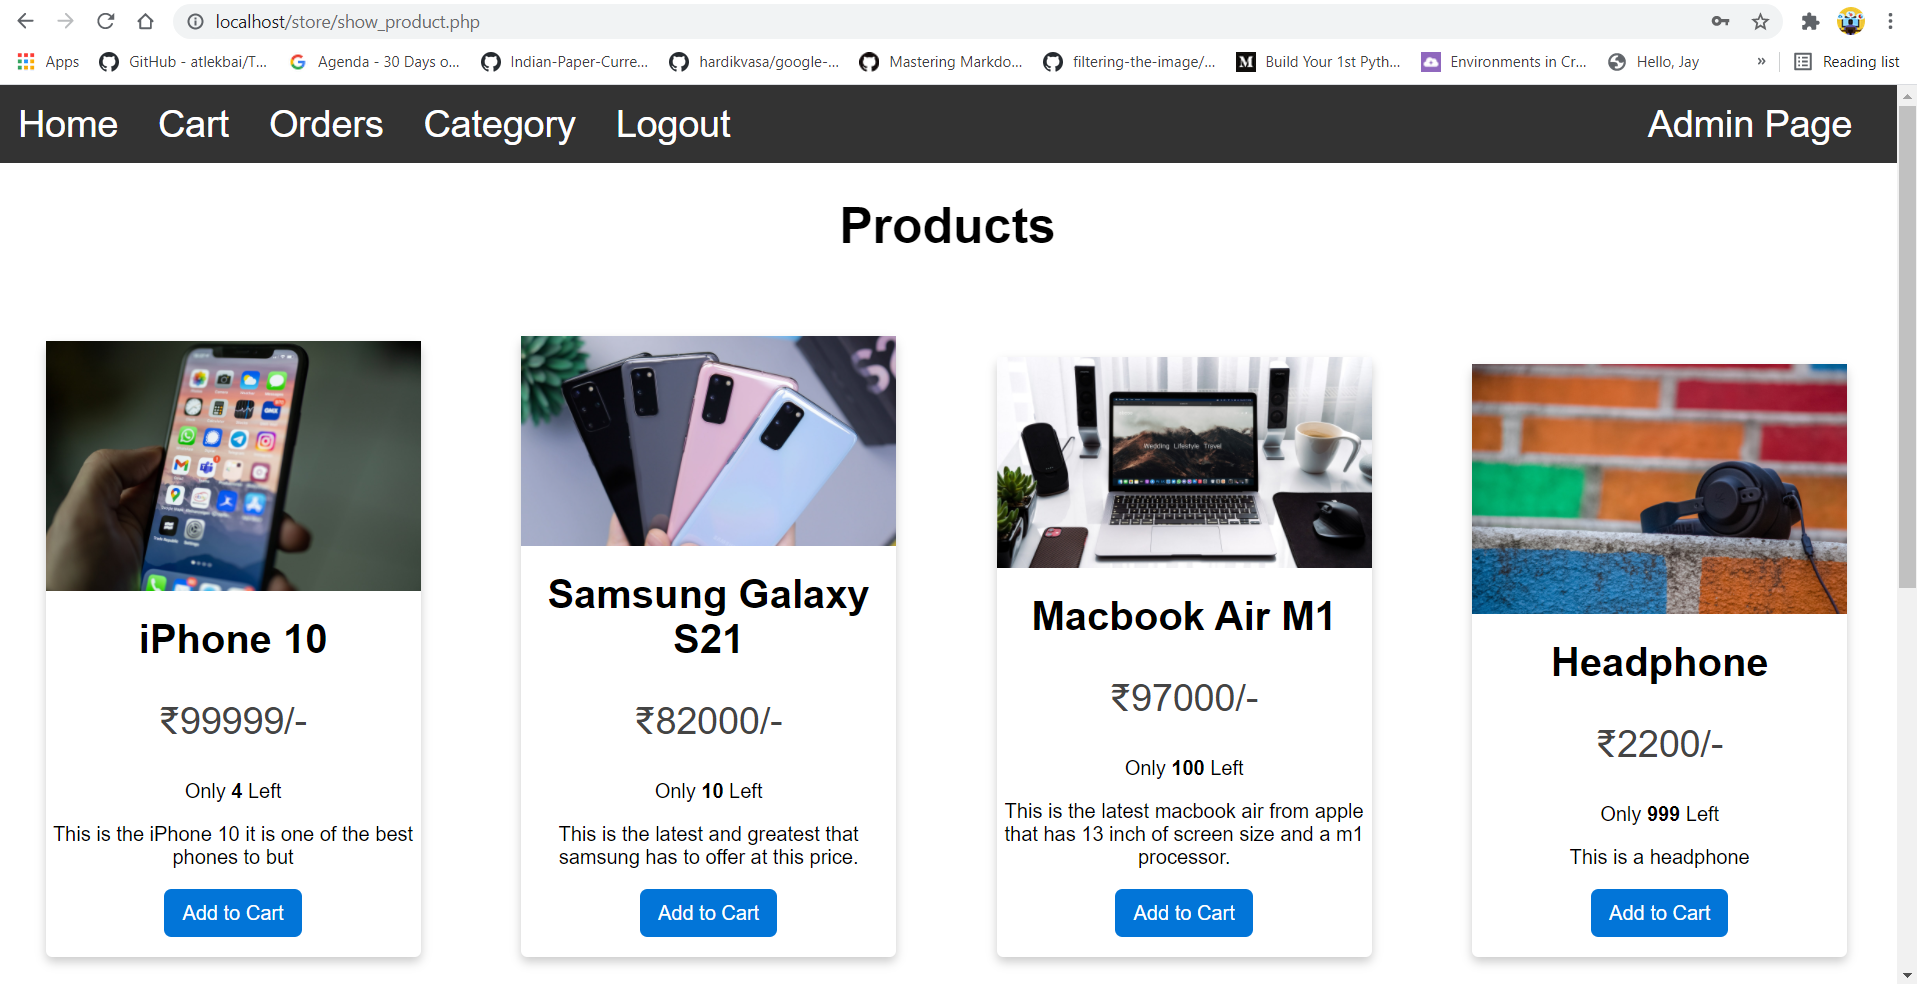 localhost/store/show_product.php
Apps GitHub - atlekbai/T... Agenda - 30 Days o... Indian-Paper-Curre... hardikvasa/google-... Mastering Markdo... filtering-the-image/... Build Your 1st Pyth... Environments in Cr... Hello, Jay » Reading list
Home Cart Orders Category Logout Admin Page
Products
iPhone 10
₹99999/-
Only 4 Left
This is the iPhone 10 it is one of the best
phones to but
Add to Cart
Samsung Galaxy
S21
₹82000/-
Only 10 Left
This is the latest and greatest that
samsung has to offer at this price.
Add to Cart
Wedding Lifestyle Travel
Macbook Air M1
₹97000/-
Only 100 Left
This is the latest macbook air from apple
that has 13 inch of screen size and a m1
processor.
Add to Cart
Headphone
₹2200/-
Only 999 Left
This is a headphone
Add to Cart